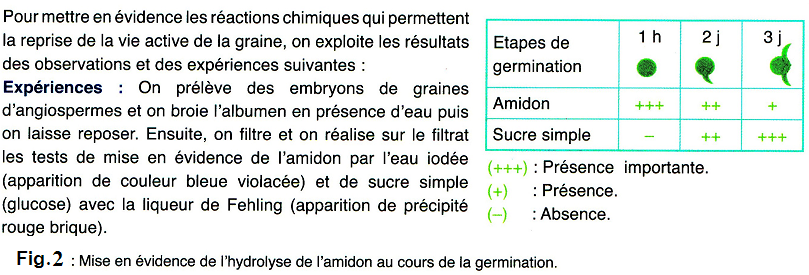 Pour mettre en évidence les réactions chimiques qui permettent
la reprise de la vie active de la graine, on exploite les résultats
des observations et des expériences suivantes :
Expériences : On prélève des embryons de graines
d'angiospermes et on broie l'albumen en présence d'eau puis
on laisse reposer. Ensuite, on filtre et on réalise sur le filtrat
les tests de mise en évidence de l'amidon par l'eau iodée
(apparition de couleur bleue violacée) et de sucre simple
(glucose) avec la liqueur de Fehling (apparition de précipité
rouge brique).
Etapes de germination 1 h 2 j 3 j
Amidon +++ ++ +
Sucre simple – ++ +++
(+++) : Présence importante.
(+) : Présence.
(–) : Absence.
Fig.2 : Mise en évidence de l'hydrolyse de l'amidon au cours de la germination.